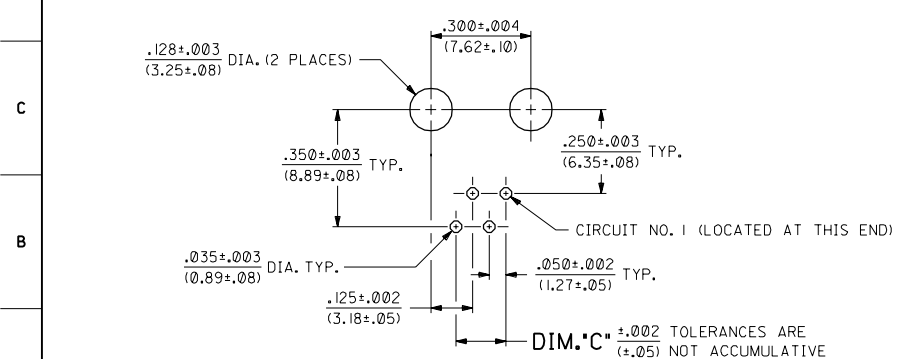 .300±.004
(7.62±.10)
.128±.003
(3.25±.08) DIA. (2 PLACES)
C
.350±.003
(8.89±.08) TYP.
.250±.003
(6.35±.08) TYP.
CIRCUIT NO. 1 (LOCATED AT THIS END)
B
.035±.003
(0.89±.08) DIA. TYP.
.050±.002
(1.27±.05) TYP.
.125±.002
(3.18±.05)
DIM."C" ±.002 TOLERANCES ARE
(±.05) NOT ACCUMULATIVE